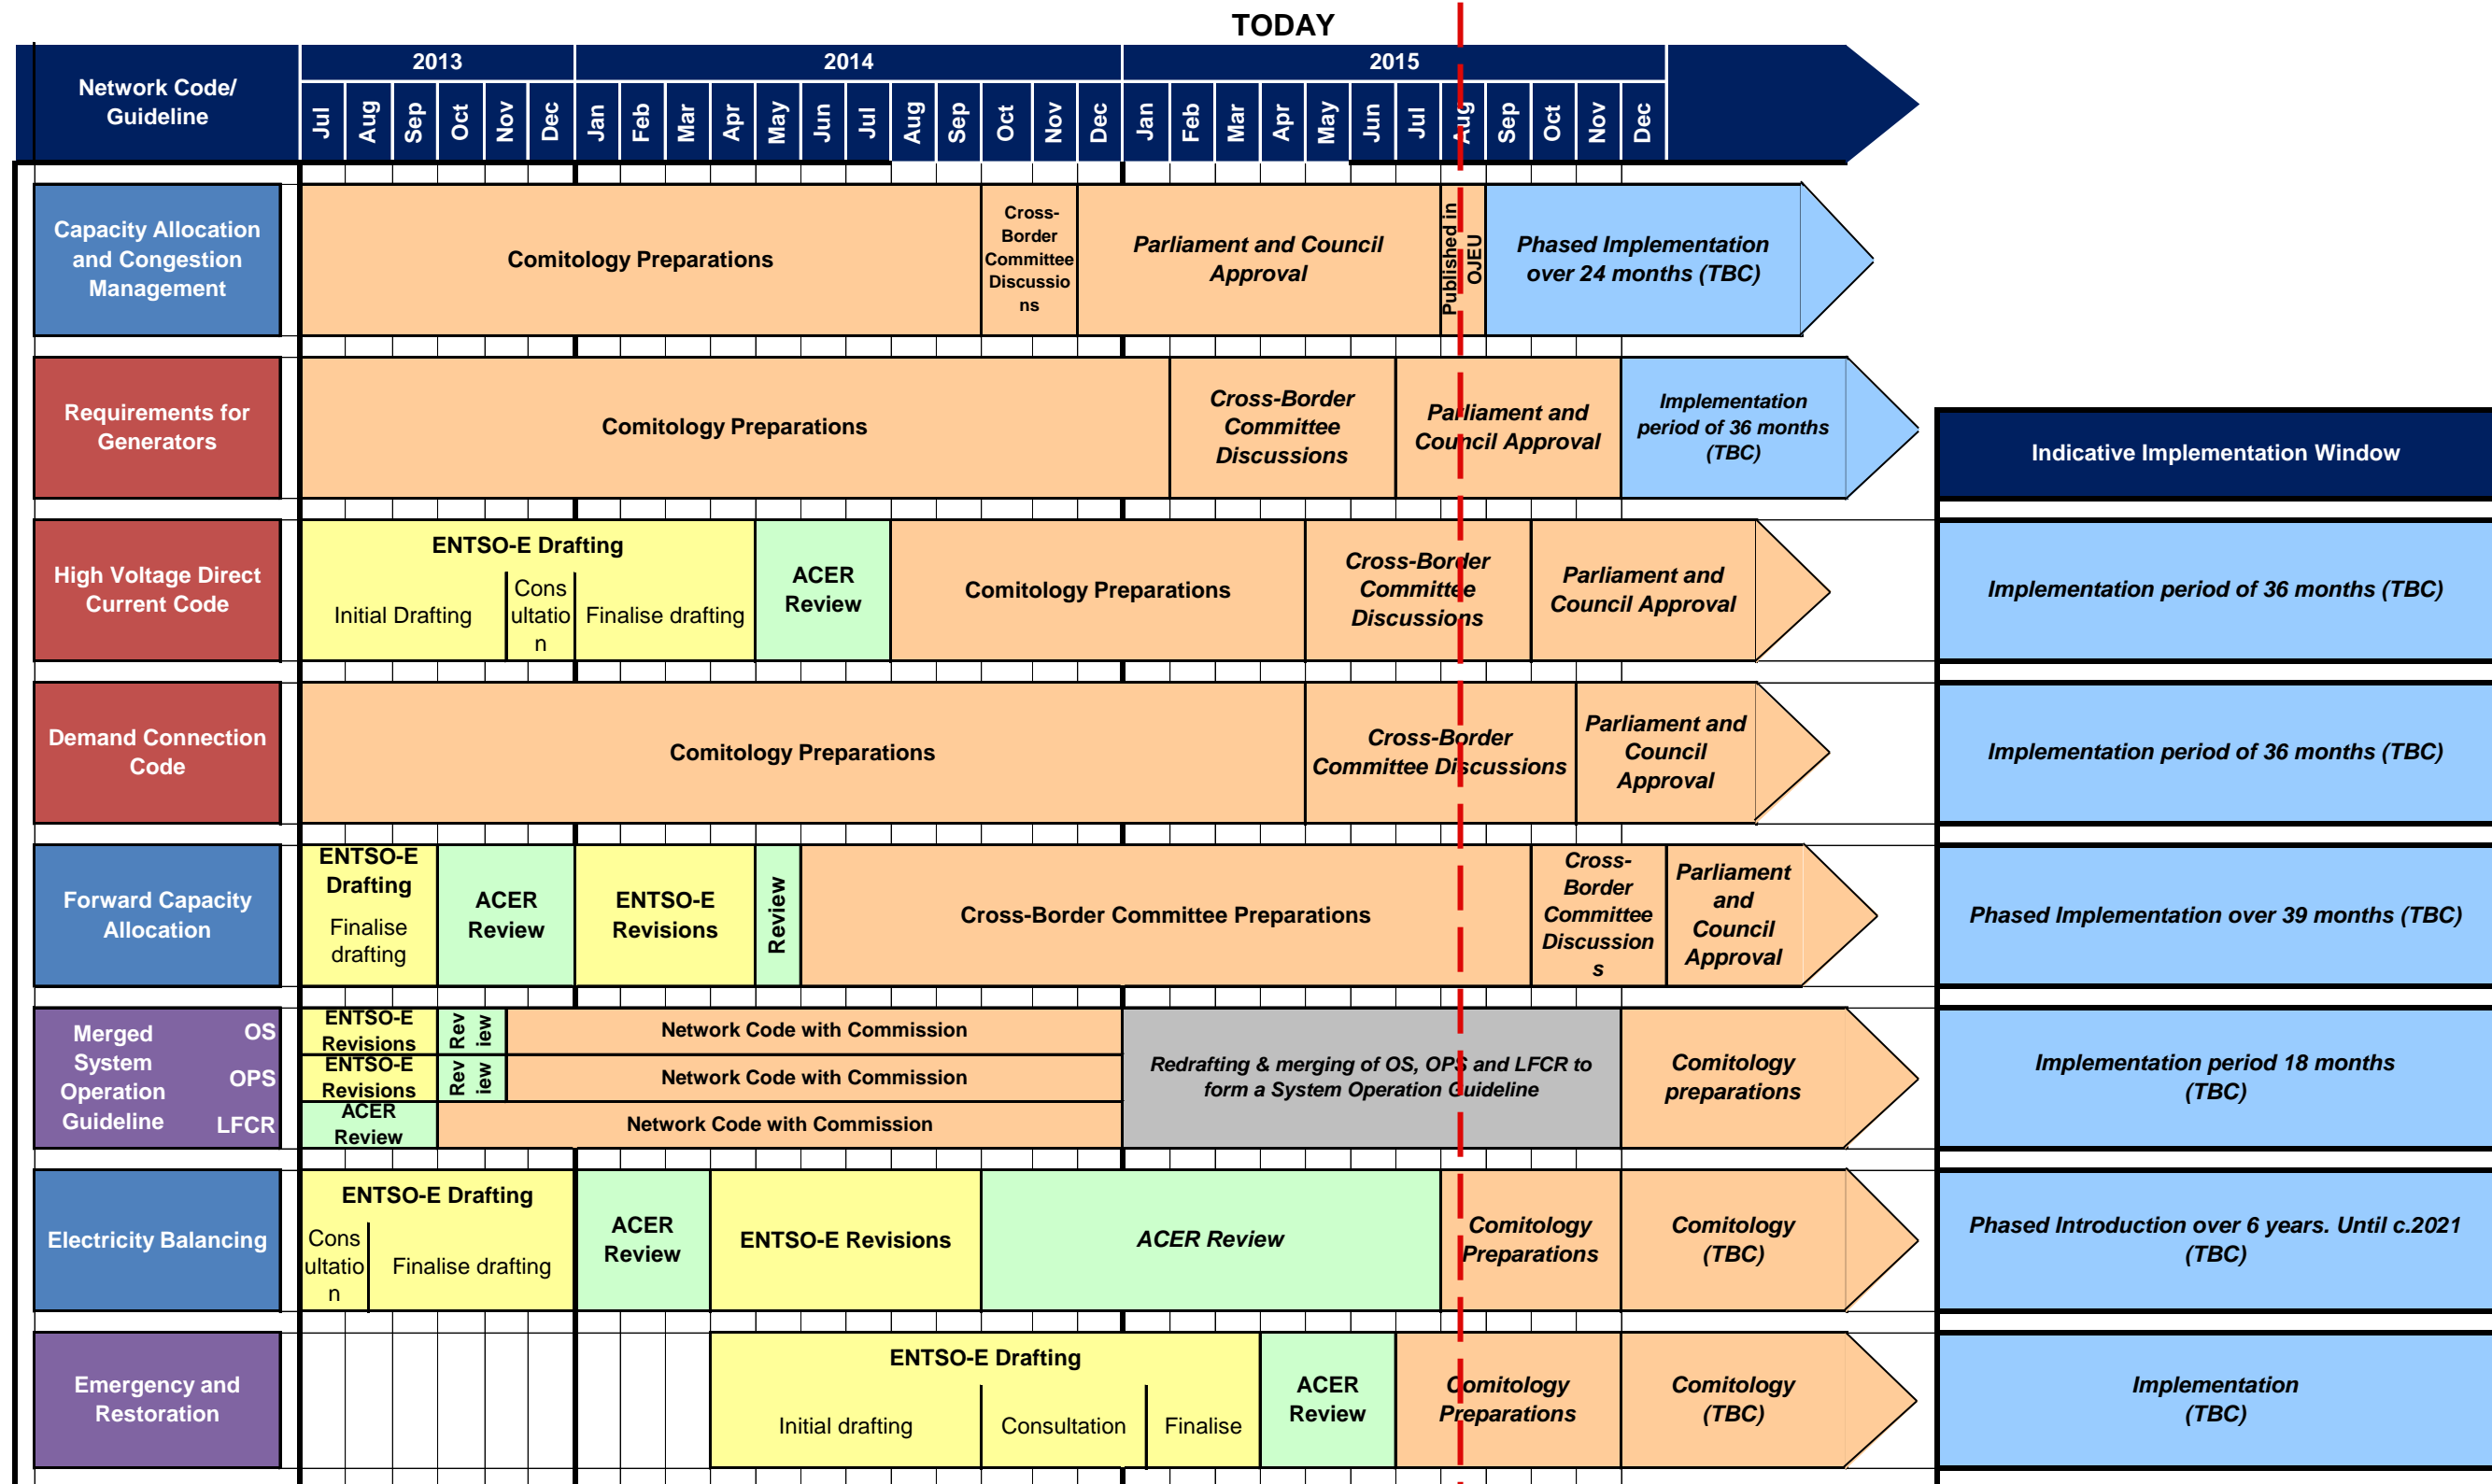 TODAY
Network Code/
Guideline
2013
2014
2015
Jul
Aug
Sep
Oct
Nov
Dec
Jan
Feb
Mar
Apr
May
Jun
Jul
Aug
Sep
Oct
Nov
Dec
Jan
Feb
Mar
Apr
May
Jun
Jul
Aug
Sep
Oct
Nov
Dec
Capacity Allocation
and Congestion
Management
Comitology Preparations
Cross-
Border
Committee
Discussio
ns
Parliament and Council
Approval
Published in
OJEU
Phased Implementation
over 24 months (TBC)
Requirements for
Generators
Comitology Preparations
Cross-Border
Committee
Discussions
Parliament and
Council Approval
Implementation
period of 36 months
(TBC)
Indicative Implementation Window
High Voltage Direct
Current Code
ENTSO-E Drafting
Initial Drafting
Cons
ultatio
n
Finalise drafting
ACER
Review
Comitology Preparations
Cross-Border
Committee
Discussions
Parliament and
Council Approval
Implementation period of 36 months (TBC)
Demand Connection
Code
Comitology Preparations
Cross-Border
Committee Discussions
Parliament and
Council
Approval
Implementation period of 36 months (TBC)
Forward Capacity
Allocation
ENTSO-E
Drafting
Finalise
drafting
ACER
Review
ENTSO-E
Revisions
Review
Cross-Border Committee Preparations
Cross-
Border
Committee
Discussion
s
Parliament
and
Council
Approval
Phased Implementation over 39 months (TBC)
Merged
System
Operation
Guideline
OS
OPS
LFCR
ENTSO-E
Revisions
Rev
iew
Network Code with Commission
ENTSO-E
Revisions
Rev
iew
Network Code with Commission
ACER
Review
Network Code with Commission
Redrafting & merging of OS, OPS and LFCR to
form a System Operation Guideline
Comitology
preparations
Implementation period 18 months
(TBC)
Electricity Balancing
ENTSO-E Drafting
Cons
ultatio
n
Finalise drafting
ACER
Review
ENTSO-E Revisions
ACER Review
Comitology
Preparations
Comitology
(TBC)
Phased Introduction over 6 years. Until c.2021
(TBC)
Emergency and
Restoration
ENTSO-E Drafting
Initial drafting
Consultation
Finalise
ACER
Review
Comitology
Preparations
Comitology
(TBC)
Implementation
(TBC)